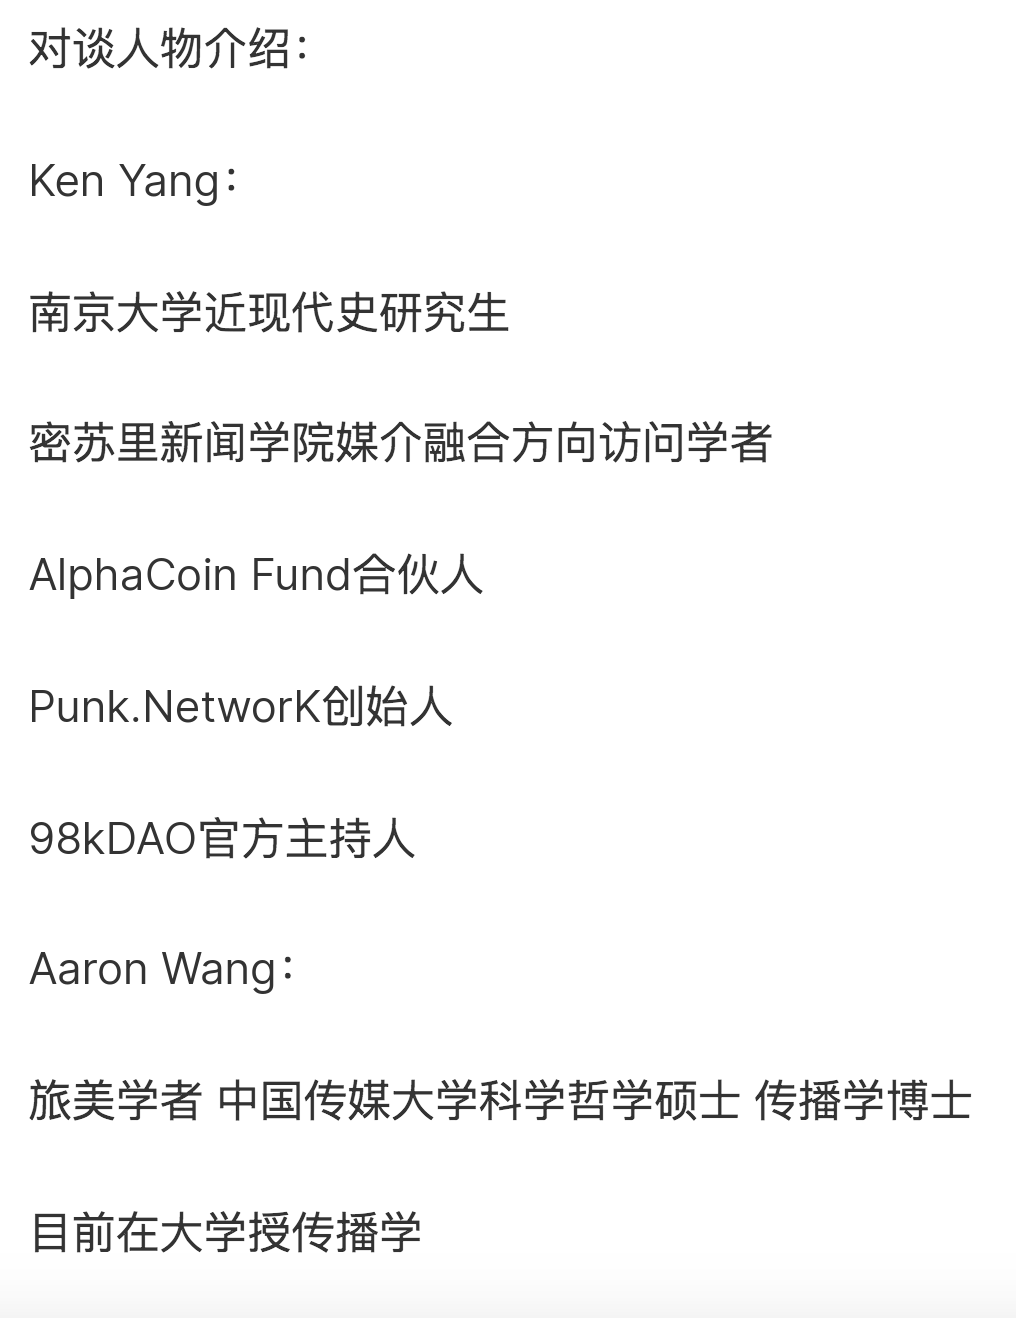 对谈人物介绍：
Ken Yang：
南京大学近现代史研究生
密苏里新闻学院媒介融合方向访问学者
AlphaCoin Fund合伙人
Punk.NetworK创始人
98kDAO官方主持人
Aaron Wang：
旅美学者 中国传媒大学科学哲学硕士 传播学博士
目前在大学授传播学